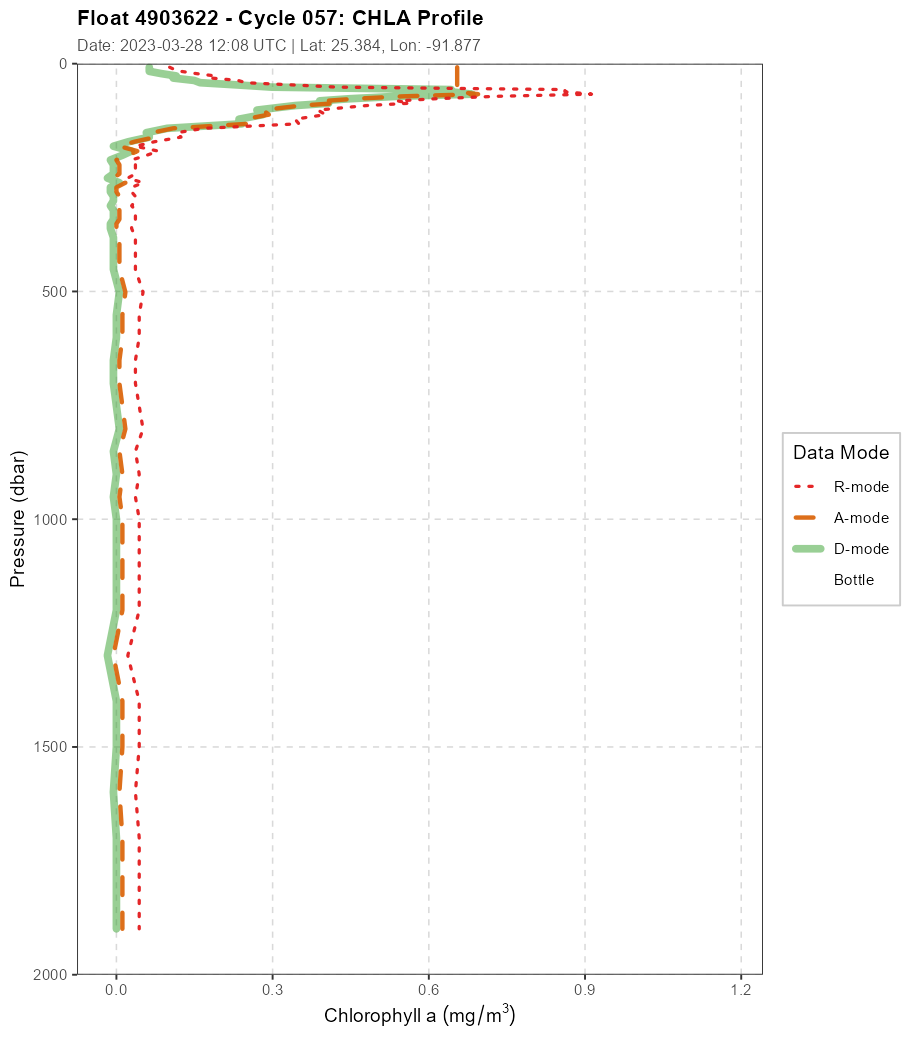 Float 4903622 - Cycle 057: CHLA Profile
Date: 2023-03-28 12:08 UTC | Lat: 25.384, Lon: -91.877
0
500
1000
1500
2000
Pressure (dbar)
0.0 0.3 0.6 0.9 1.2
Chlorophyll a (mg/m³)
Data Mode
R-mode
A-mode
D-mode
Bottle